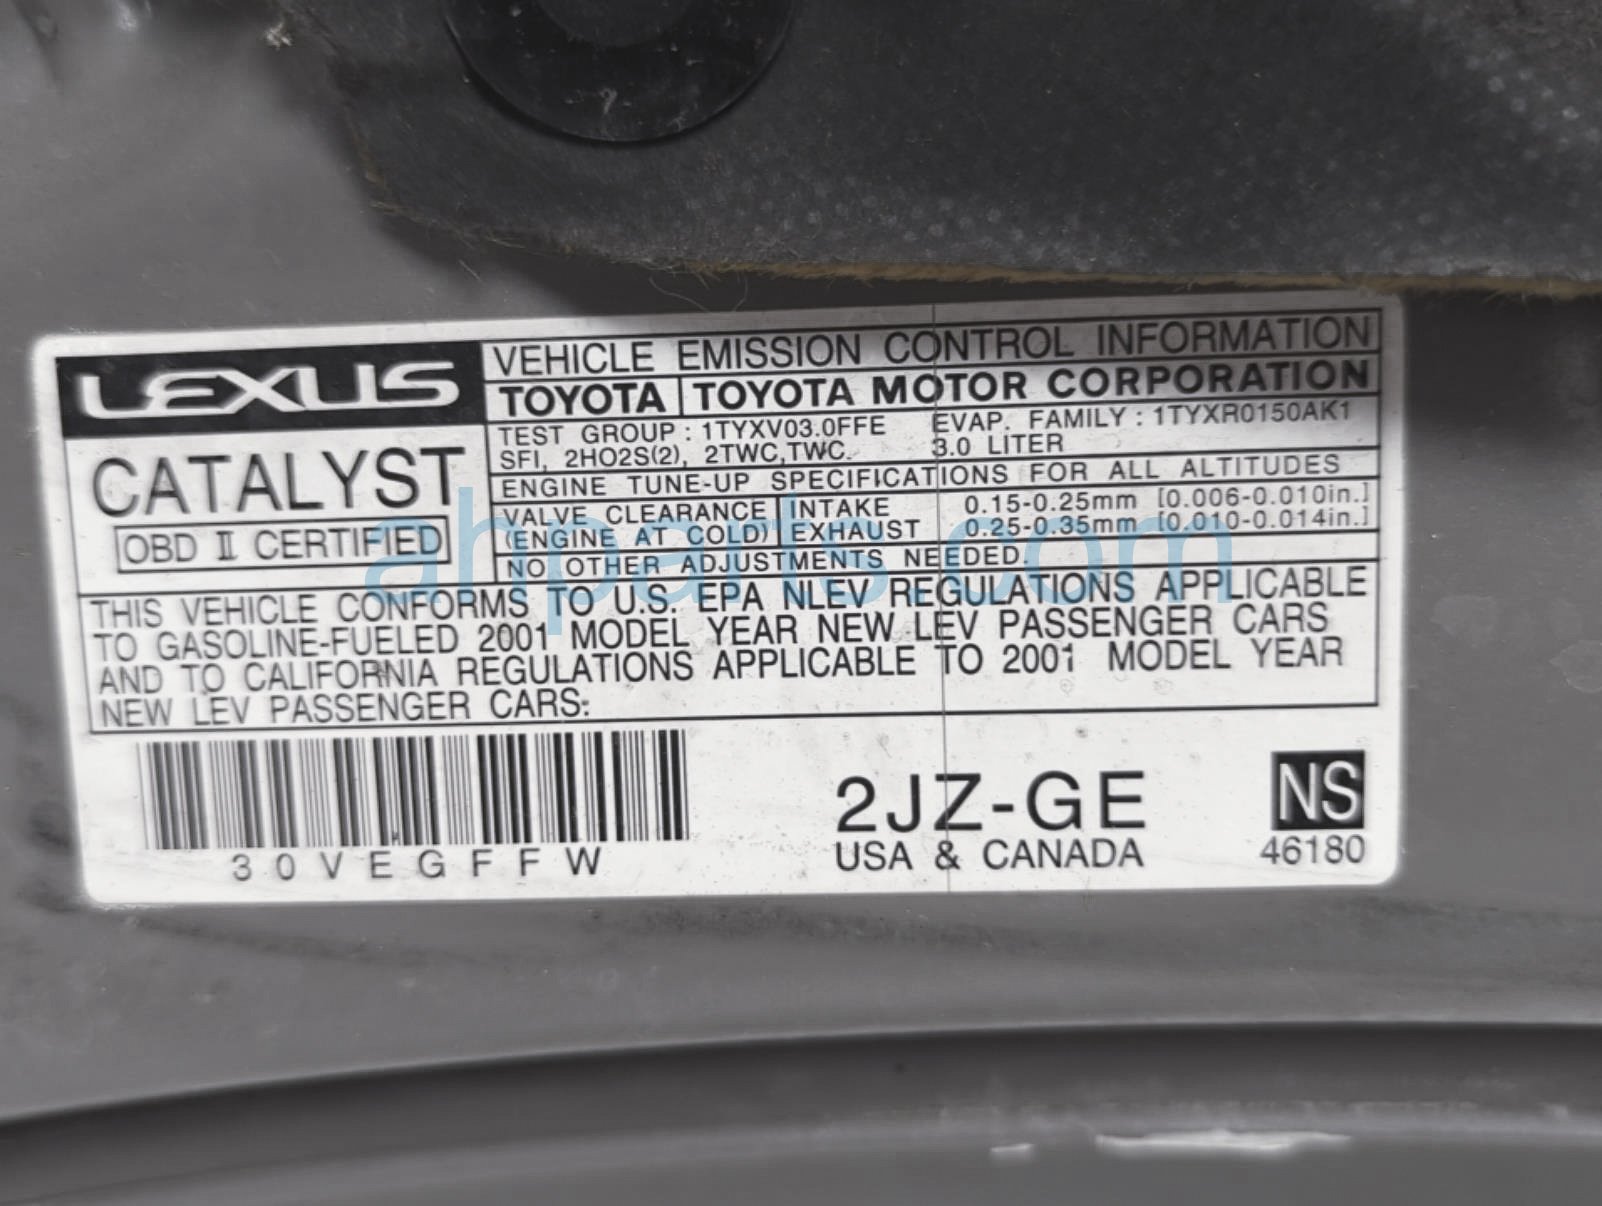 LEXUS
CATALYST
OBD II CERTIFIED
VEHICLE EMISSION CONTROL INFORMATION
TOYOTA | TOYOTA MOTOR CORPORATION
TEST GROUP : 1TYXV03.0FFE EVAP. FAMILY : 1TYXR0150AK1
SFI, 2HO2S(2), 2TWC,TWC. 3.0 LITER
ENGINE TUNE-UP SPECIFICATIONS FOR ALL ALTITUDES
VALVE CLEARANCE INTAKE 0.15-0.25mm [0.006-0.010in.]
(ENGINE AT COLD) EXHAUST 0.25-0.35mm [0.010-0.014in.]
NO OTHER ADJUSTMENTS NEEDED.
THIS VEHICLE CONFORMS TO U.S. EPA NLEV REGULATIONS APPLICABLE
TO GASOLINE-FUELED 2001 MODEL YEAR NEW LEV PASSENGER CARS
AND TO CALIFORNIA REGULATIONS APPLICABLE TO 2001 MODEL YEAR
NEW LEV PASSENGER CARS.
30VEGFFW
2JZ-GE
USA & CANADA
NS
46180
ahparts.com